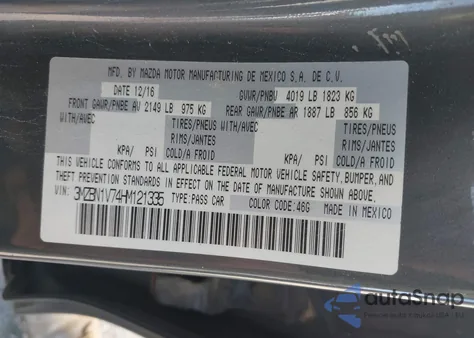 MFD. BY MAZDA MOTOR MANUFACTURING DE MEXICO S.A. DE C.V.
DATE 12/16 GVWR/PNBV 4019 LB 1823 KG
FRONT GAWR/PNBE AV 2149 LB 975 KG REAR GAWR/PNBE AR 1887 LB 856 KG
WITH/AVEC TIRES/PNEUS WITH/AVEC TIRES/PNEUS
RIMS/JANTES RIMS/JANTES
KPA/ PSI COLD/A FROID KPA/ PSI COLD/A FROID
THIS VEHICLE CONFORMS TO ALL APPLICABLE FEDERAL MOTOR VEHICLE SAFETY, BUMPER, AND
THEFT PREVENTION STANDARDS IN EFFECT ON THE DATE OF MANUFACTURE SHOWN ABOVE.
VIN: 3MZBN1V74HM121335 TYPE:PASS CAR COLOR CODE:46G MADE IN MEXICO
autoSnap